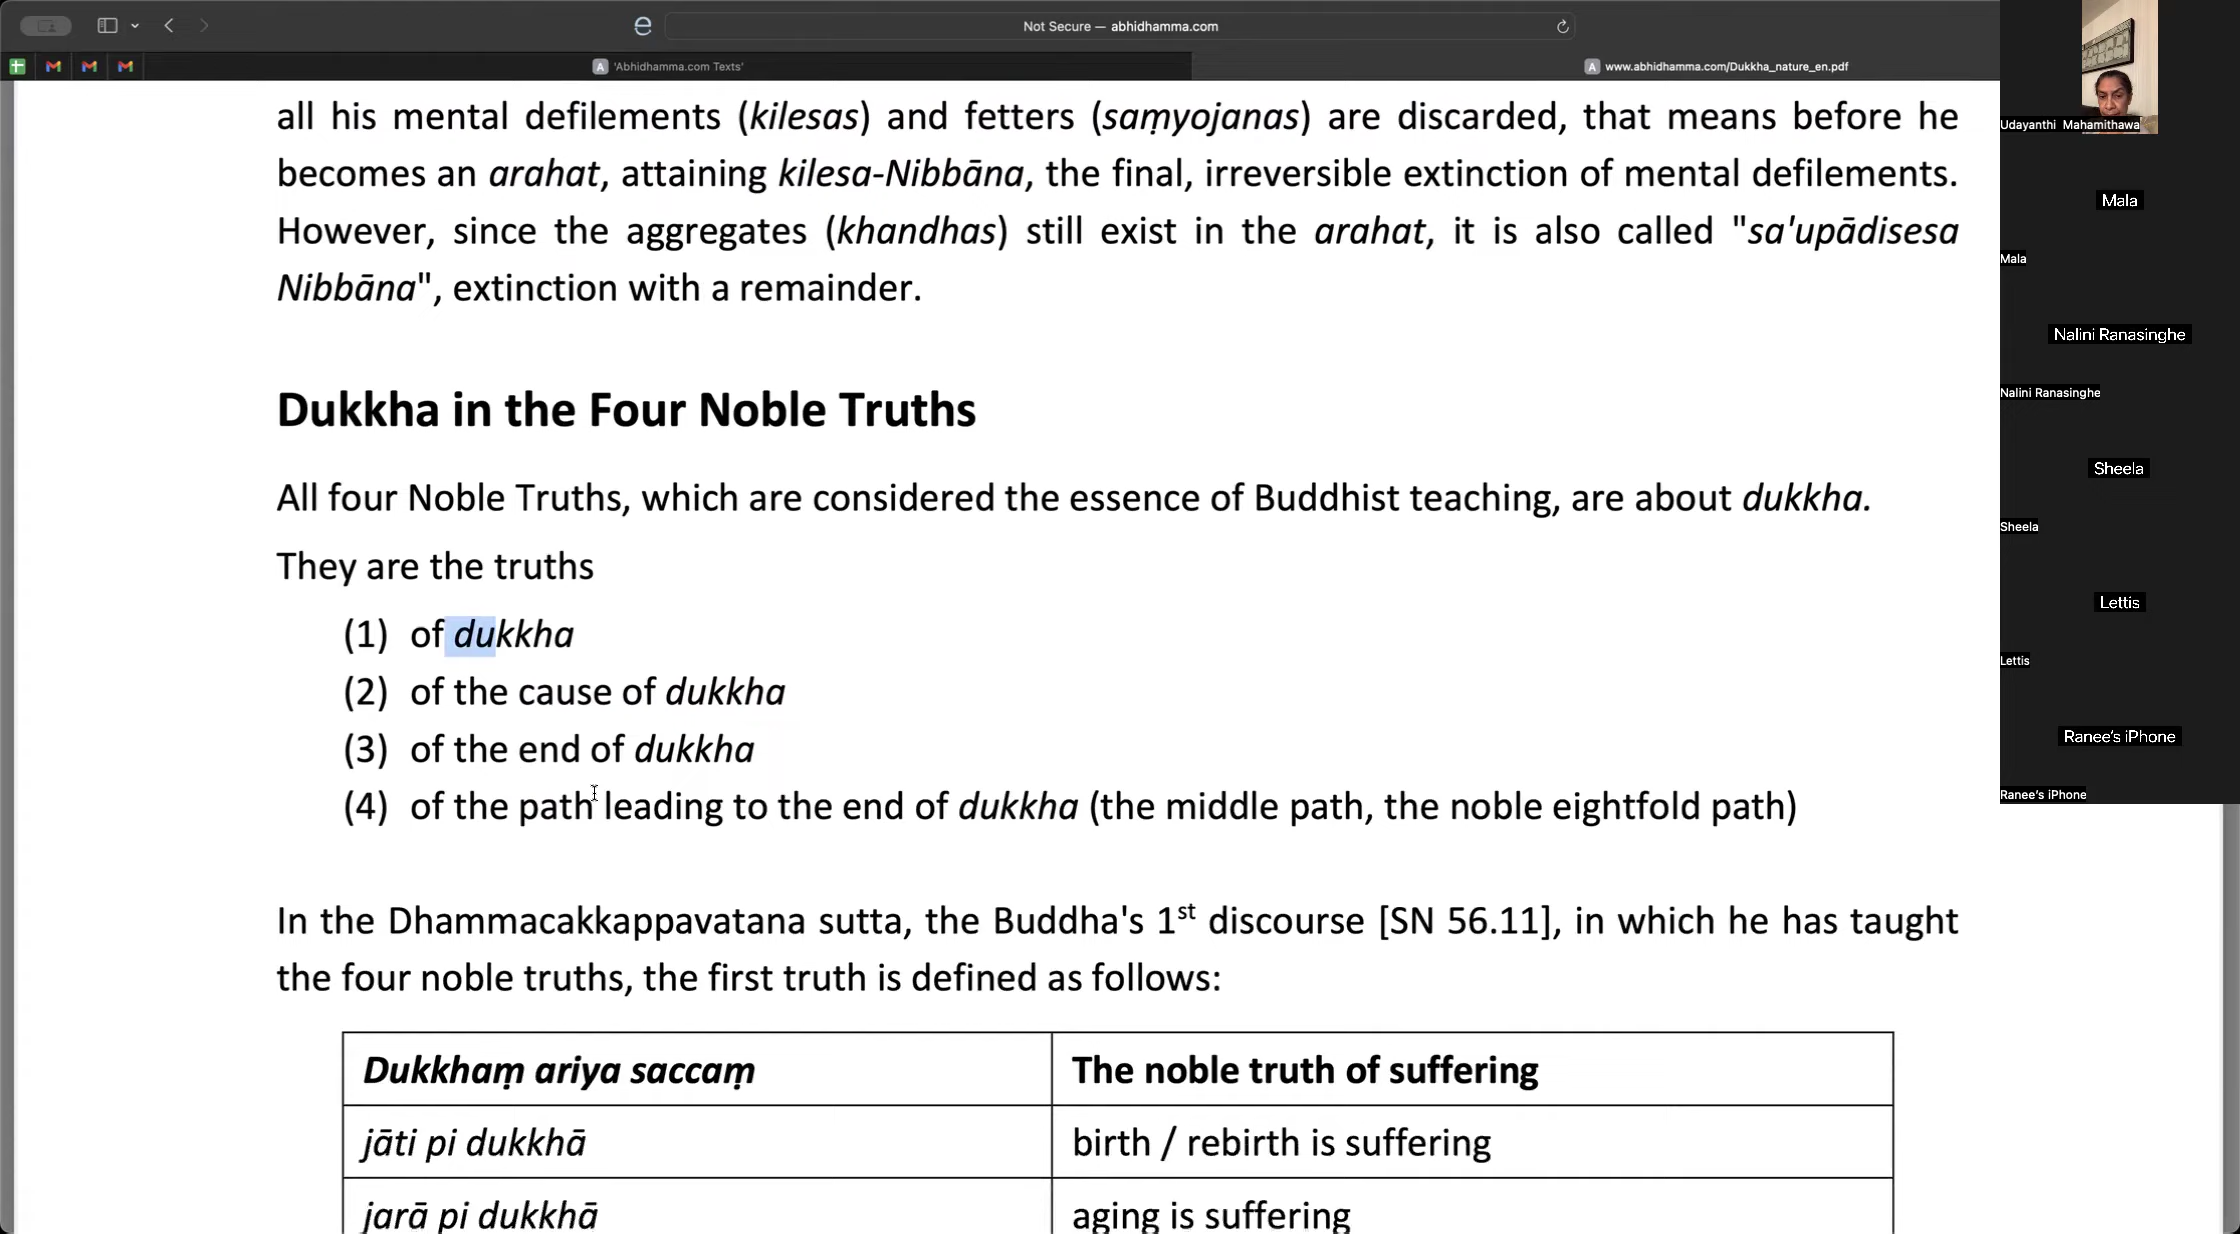 Not Secure — abhidhamma.com
'Abhidhamma.com Texts'
www.abhidhamma.com/Dukkha_nature_en.pdf
all his mental defilements (kilesas) and fetters (saṃyojanas) are discarded, that means before he
becomes an arahat, attaining kilesa-Nibbāna, the final, irreversible extinction of mental defilements.
However, since the aggregates (khandhas) still exist in the arahat, it is also called "sa'upādisesa
Nibbāna", extinction with a remainder.
Dukkha in the Four Noble Truths
All four Noble Truths, which are considered the essence of Buddhist teaching, are about dukkha.
They are the truths
(1) of dukkha
(2) of the cause of dukkha
(3) of the end of dukkha
(4) of the path leading to the end of dukkha (the middle path, the noble eightfold path)
In the Dhammacakkappavatana sutta, the Buddha's 1st discourse [SN 56.11], in which he has taught
the four noble truths, the first truth is defined as follows:
Dukkhaṃ ariya saccaṃ The noble truth of suffering
jāti pi dukkhā birth / rebirth is suffering
jarā pi dukkhā aging is suffering
Udayanthi Mahamithawa
Mala
Mala
Nalini Ranasinghe
Nalini Ranasinghe
Sheela
Sheela
Lettis
Lettis
Ranee's iPhone
Ranee's iPhone